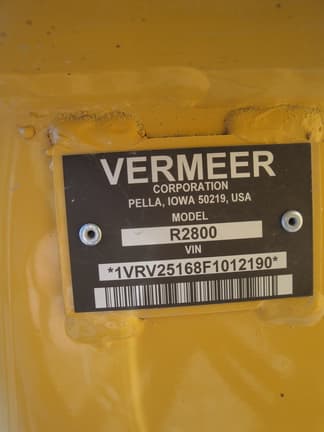 VERMEER
CORPORATION
PELLA, IOWA 50219, USA
MODEL
R2800
VIN
*1VRV25168F1012190*